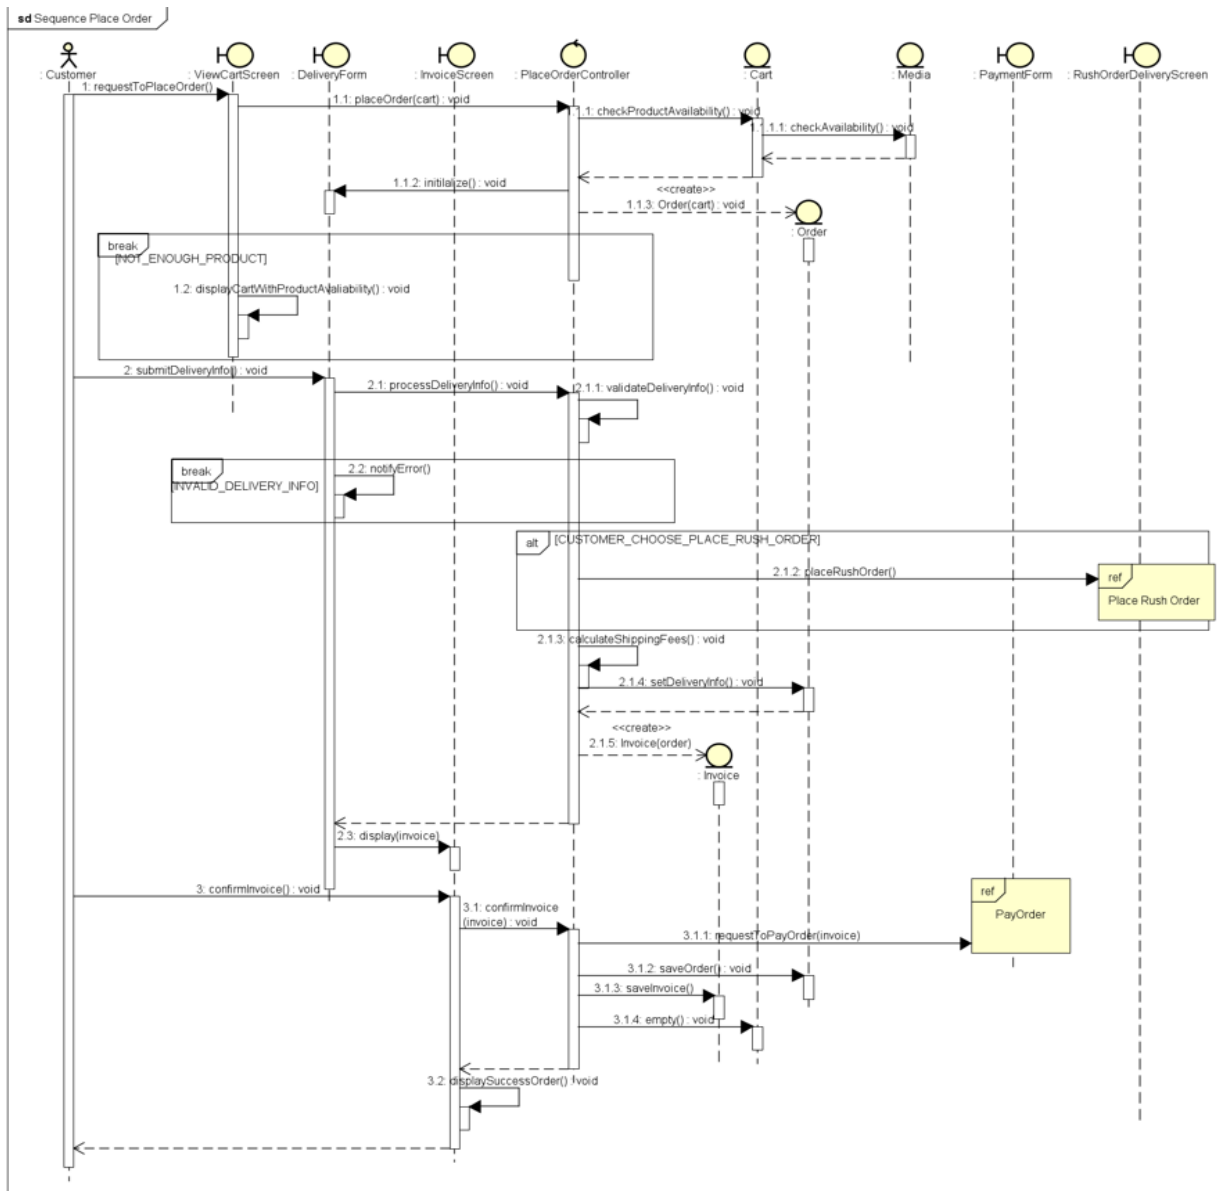 sd Sequence Place Order
: Customer
: ViewCartScreen
: DeliveryForm
: InvoiceScreen
: PlaceOrderController
: Cart
: Media
: PaymentForm
: RushOrderDeliveryScreen
1: requestToPlaceOrder()
1.1: placeOrder(cart) : void
1.1.1: checkProductAvailability() : void
1.1.1.1: checkAvailability() : void
1.1.2: initilalize() : void
<<create>>
1.1.3: Order(cart) : void
: Order
break
[NOT_ENOUGH_PRODUCT]
1.2: displayCartWithProductAvaliability() : void
2: submitDeliveryInfo() : void
2.1: processDeliveryInfo() : void
2.1.1: validateDeliveryInfo() : void
break
[INVALID_DELIVERY_INFO]
2.2: notifyError()
alt
[CUSTOMER_CHOOSE_PLACE_RUSH_ORDER]
2.1.2: placeRushOrder()
ref
Place Rush Order
2.1.3: calculateShippingFees() : void
2.1.4: setDeliveryInfo() : void
<<create>>
2.1.5: Invoice(order)
: Invoice
2.3: display(invoice)
3: confirmInvoice() : void
3.1: confirmInvoice
(invoice) : void
ref
PayOrder
3.1.1: requestToPayOrder(invoice)
3.1.2: saveOrder() : void
3.1.3: saveInvoice()
3.1.4: empty() : void
3.2: displaySuccessOrder() : void